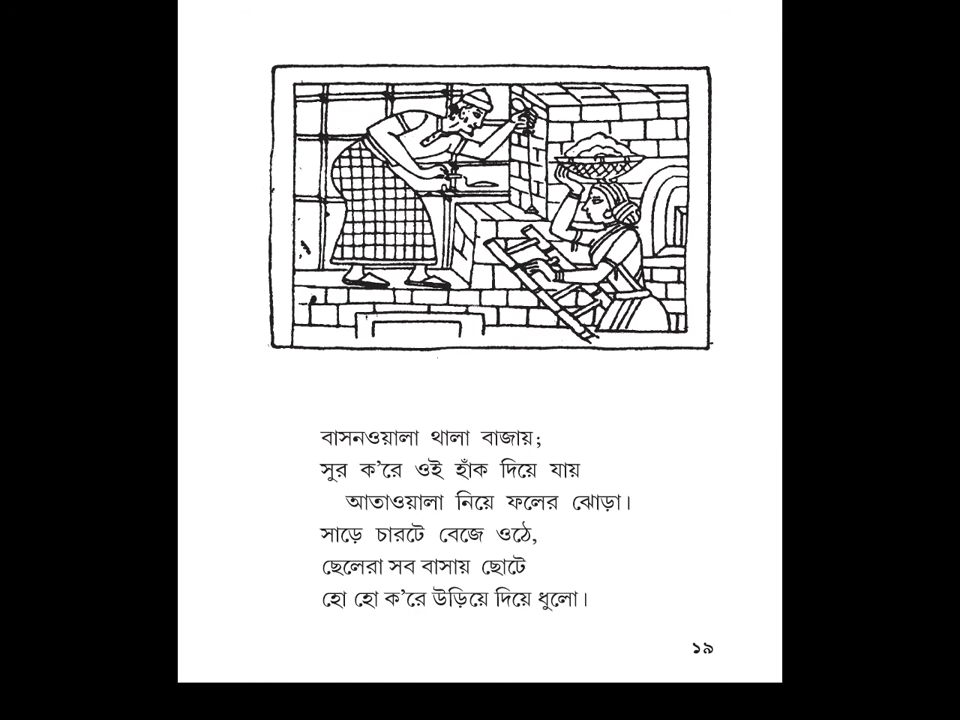 বাসনওয়ালা থালা বাজায়;
সুর ক'রে ওই হাঁক দিয়ে যায়
আতাওয়ালা নিয়ে ফলের ঝোড়া।
সাড়ে চারটে বেজে ওঠে,
ছেলেরা সব বাসায় ছোটে
হো হো ক'রে উড়িয়ে দিয়ে ধুলো।
১৯